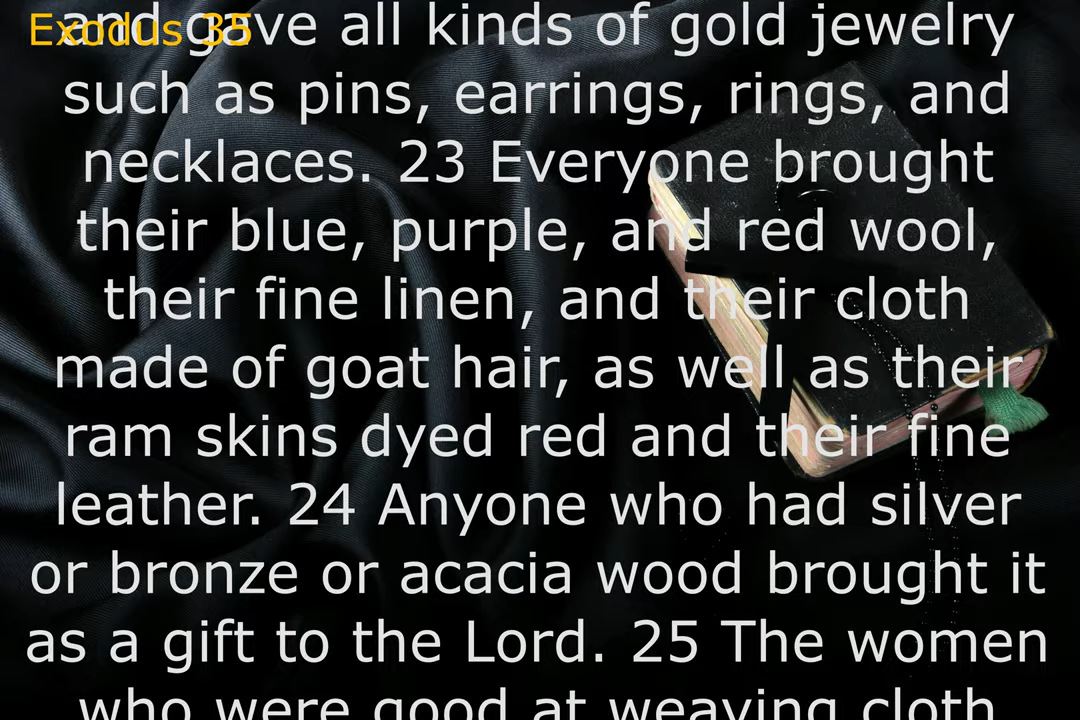 Exodus 35
and gave all kinds of gold jewelry
such as pins, earrings, rings, and
necklaces. 23 Everyone brought
their blue, purple, and red wool,
their fine linen, and their cloth
made of goat hair, as well as their
ram skins dyed red and their fine
leather. 24 Anyone who had silver
or bronze or acacia wood brought it
as a gift to the Lord. 25 The women
who were good at weaving cloth